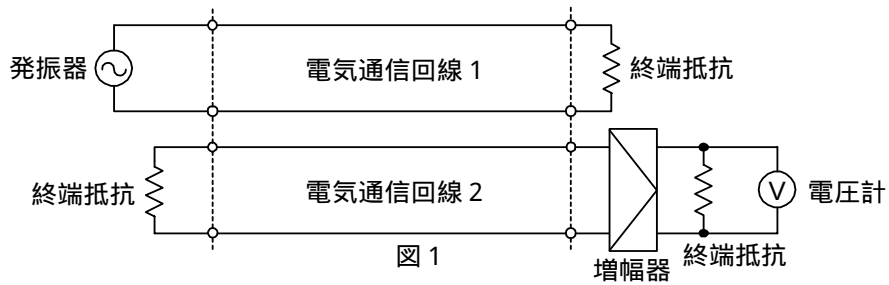 発振器
電気通信回線 1
終端抵抗
終端抵抗
電気通信回線 2
V
電圧計
図 1
増幅器
終端抵抗